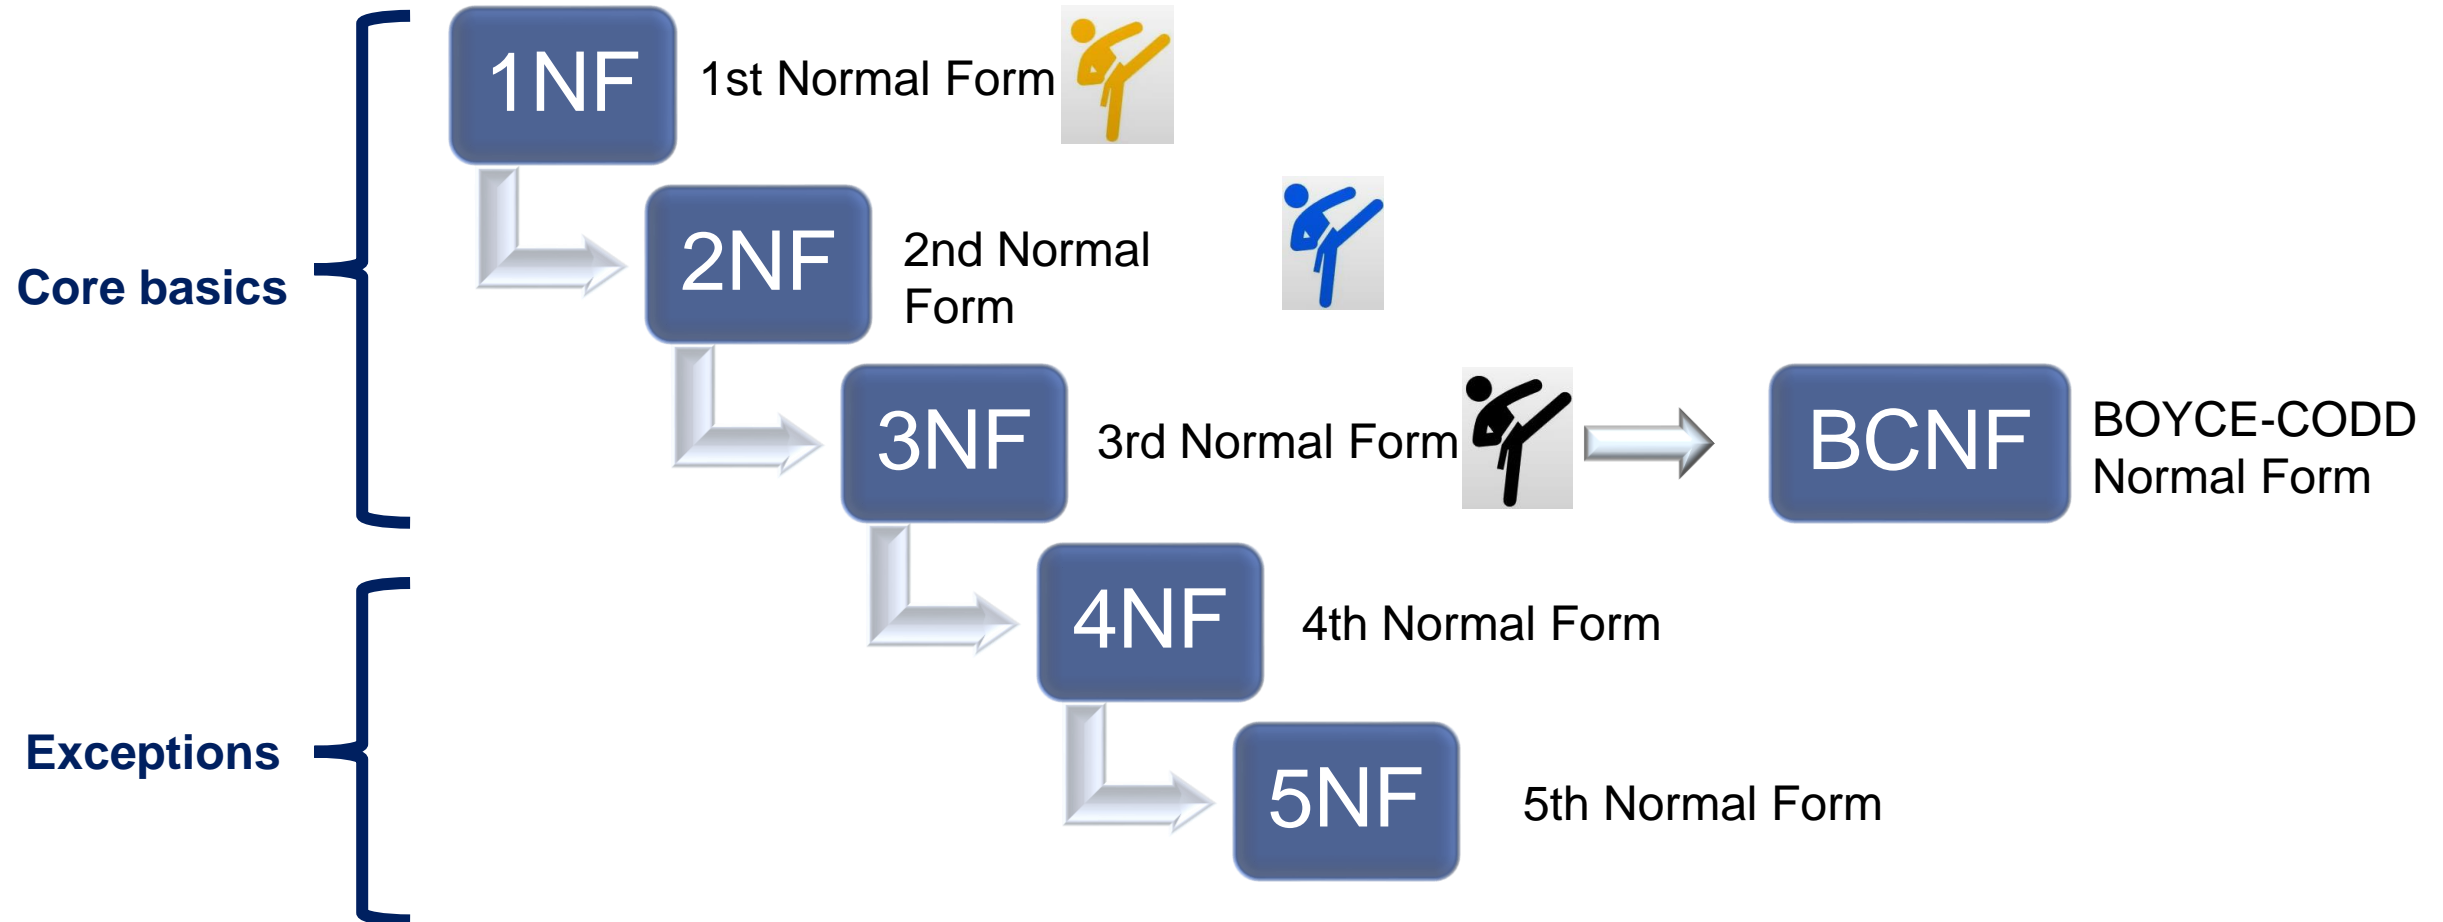 1NF
1st Normal Form
2NF
2nd Normal
Form
Core basics
3NF
3rd Normal Form
BCNF
BOYCE-CODD
Normal Form
4NF
4th Normal Form
Exceptions
5NF
5th Normal Form